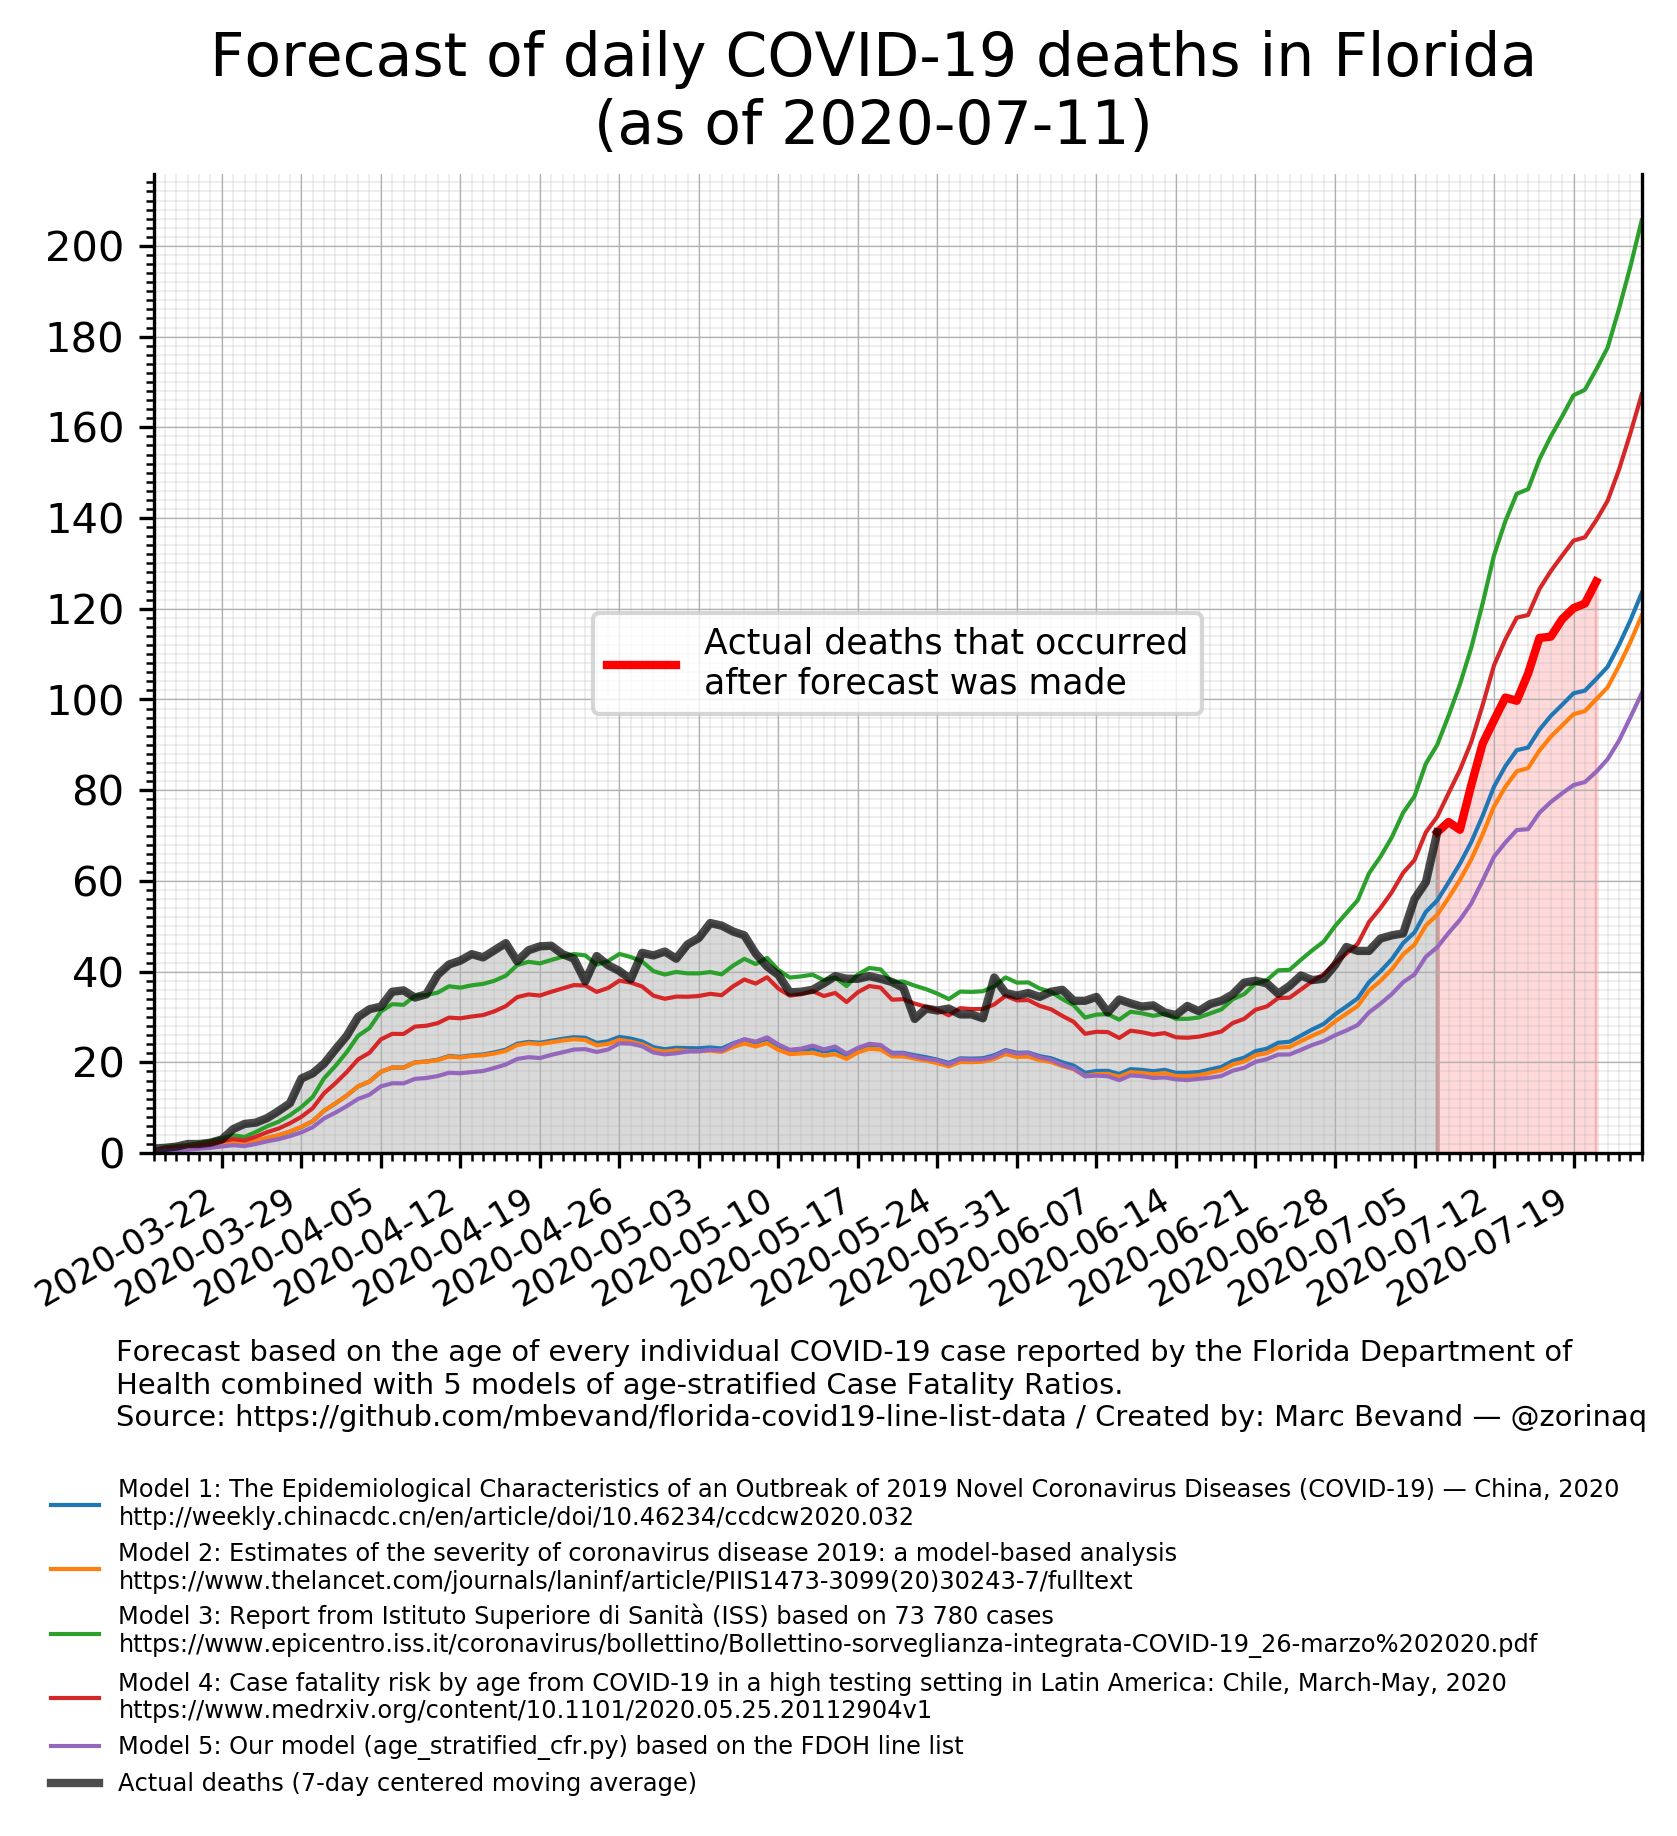 Forecast of daily COVID-19 deaths in Florida
(as of 2020-07-11)
200
180
160
140
120
100
80
60
40
20
0
Actual deaths that occurred
after forecast was made
2020-03-22
2020-03-29
2020-04-05
2020-04-12
2020-04-19
2020-04-26
2020-05-03
2020-05-10
2020-05-17
2020-05-24
2020-05-31
2020-06-07
2020-06-14
2020-06-21
2020-06-28
2020-07-05
2020-07-12
2020-07-19
Forecast based on the age of every individual COVID-19 case reported by the Florida Department of
Health combined with 5 models of age-stratified Case Fatality Ratios.
Source: https://github.com/mbevand/florida-covid19-line-list-data / Created by: Marc Bevand — @zorinaq
Model 1: The Epidemiological Characteristics of an Outbreak of 2019 Novel Coronavirus Diseases (COVID-19) — China, 2020
http://weekly.chinacdc.cn/en/article/doi/10.46234/ccdcw2020.032
Model 2: Estimates of the severity of coronavirus disease 2019: a model-based analysis
https://www.thelancet.com/journals/laninf/article/PIIS1473-3099(20)30243-7/fulltext
Model 3: Report from Istituto Superiore di Sanità (ISS) based on 73 780 cases
https://www.epicentro.iss.it/coronavirus/bollettino/Bollettino-sorveglianza-integrata-COVID-19_26-marzo%202020.pdf
Model 4: Case fatality risk by age from COVID-19 in a high testing setting in Latin America: Chile, March-May, 2020
https://www.medrxiv.org/content/10.1101/2020.05.25.20112904v1
Model 5: Our model (age_stratified_cfr.py) based on the FDOH line list
Actual deaths (7-day centered moving average)